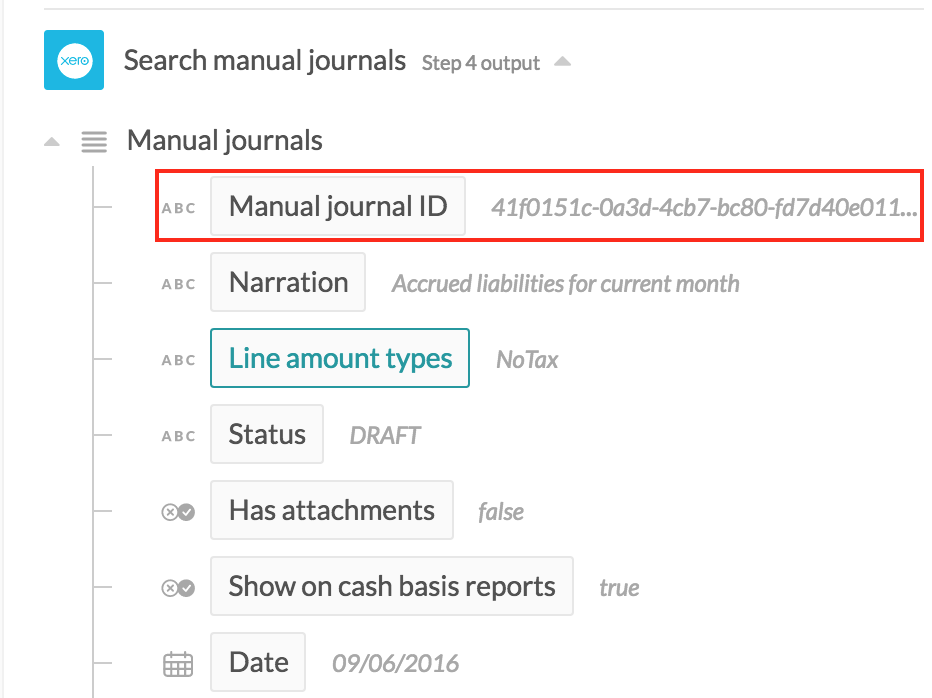 xero Search manual journals Step 4 output
Manual journals
ABC Manual journal ID 41f0151c-0a3d-4cb7-bc80-fd7d40e011...
ABC Narration Accrued liabilities for current month
ABC Line amount types NoTax
ABC Status DRAFT
Has attachments false
Show on cash basis reports true
Date 09/06/2016